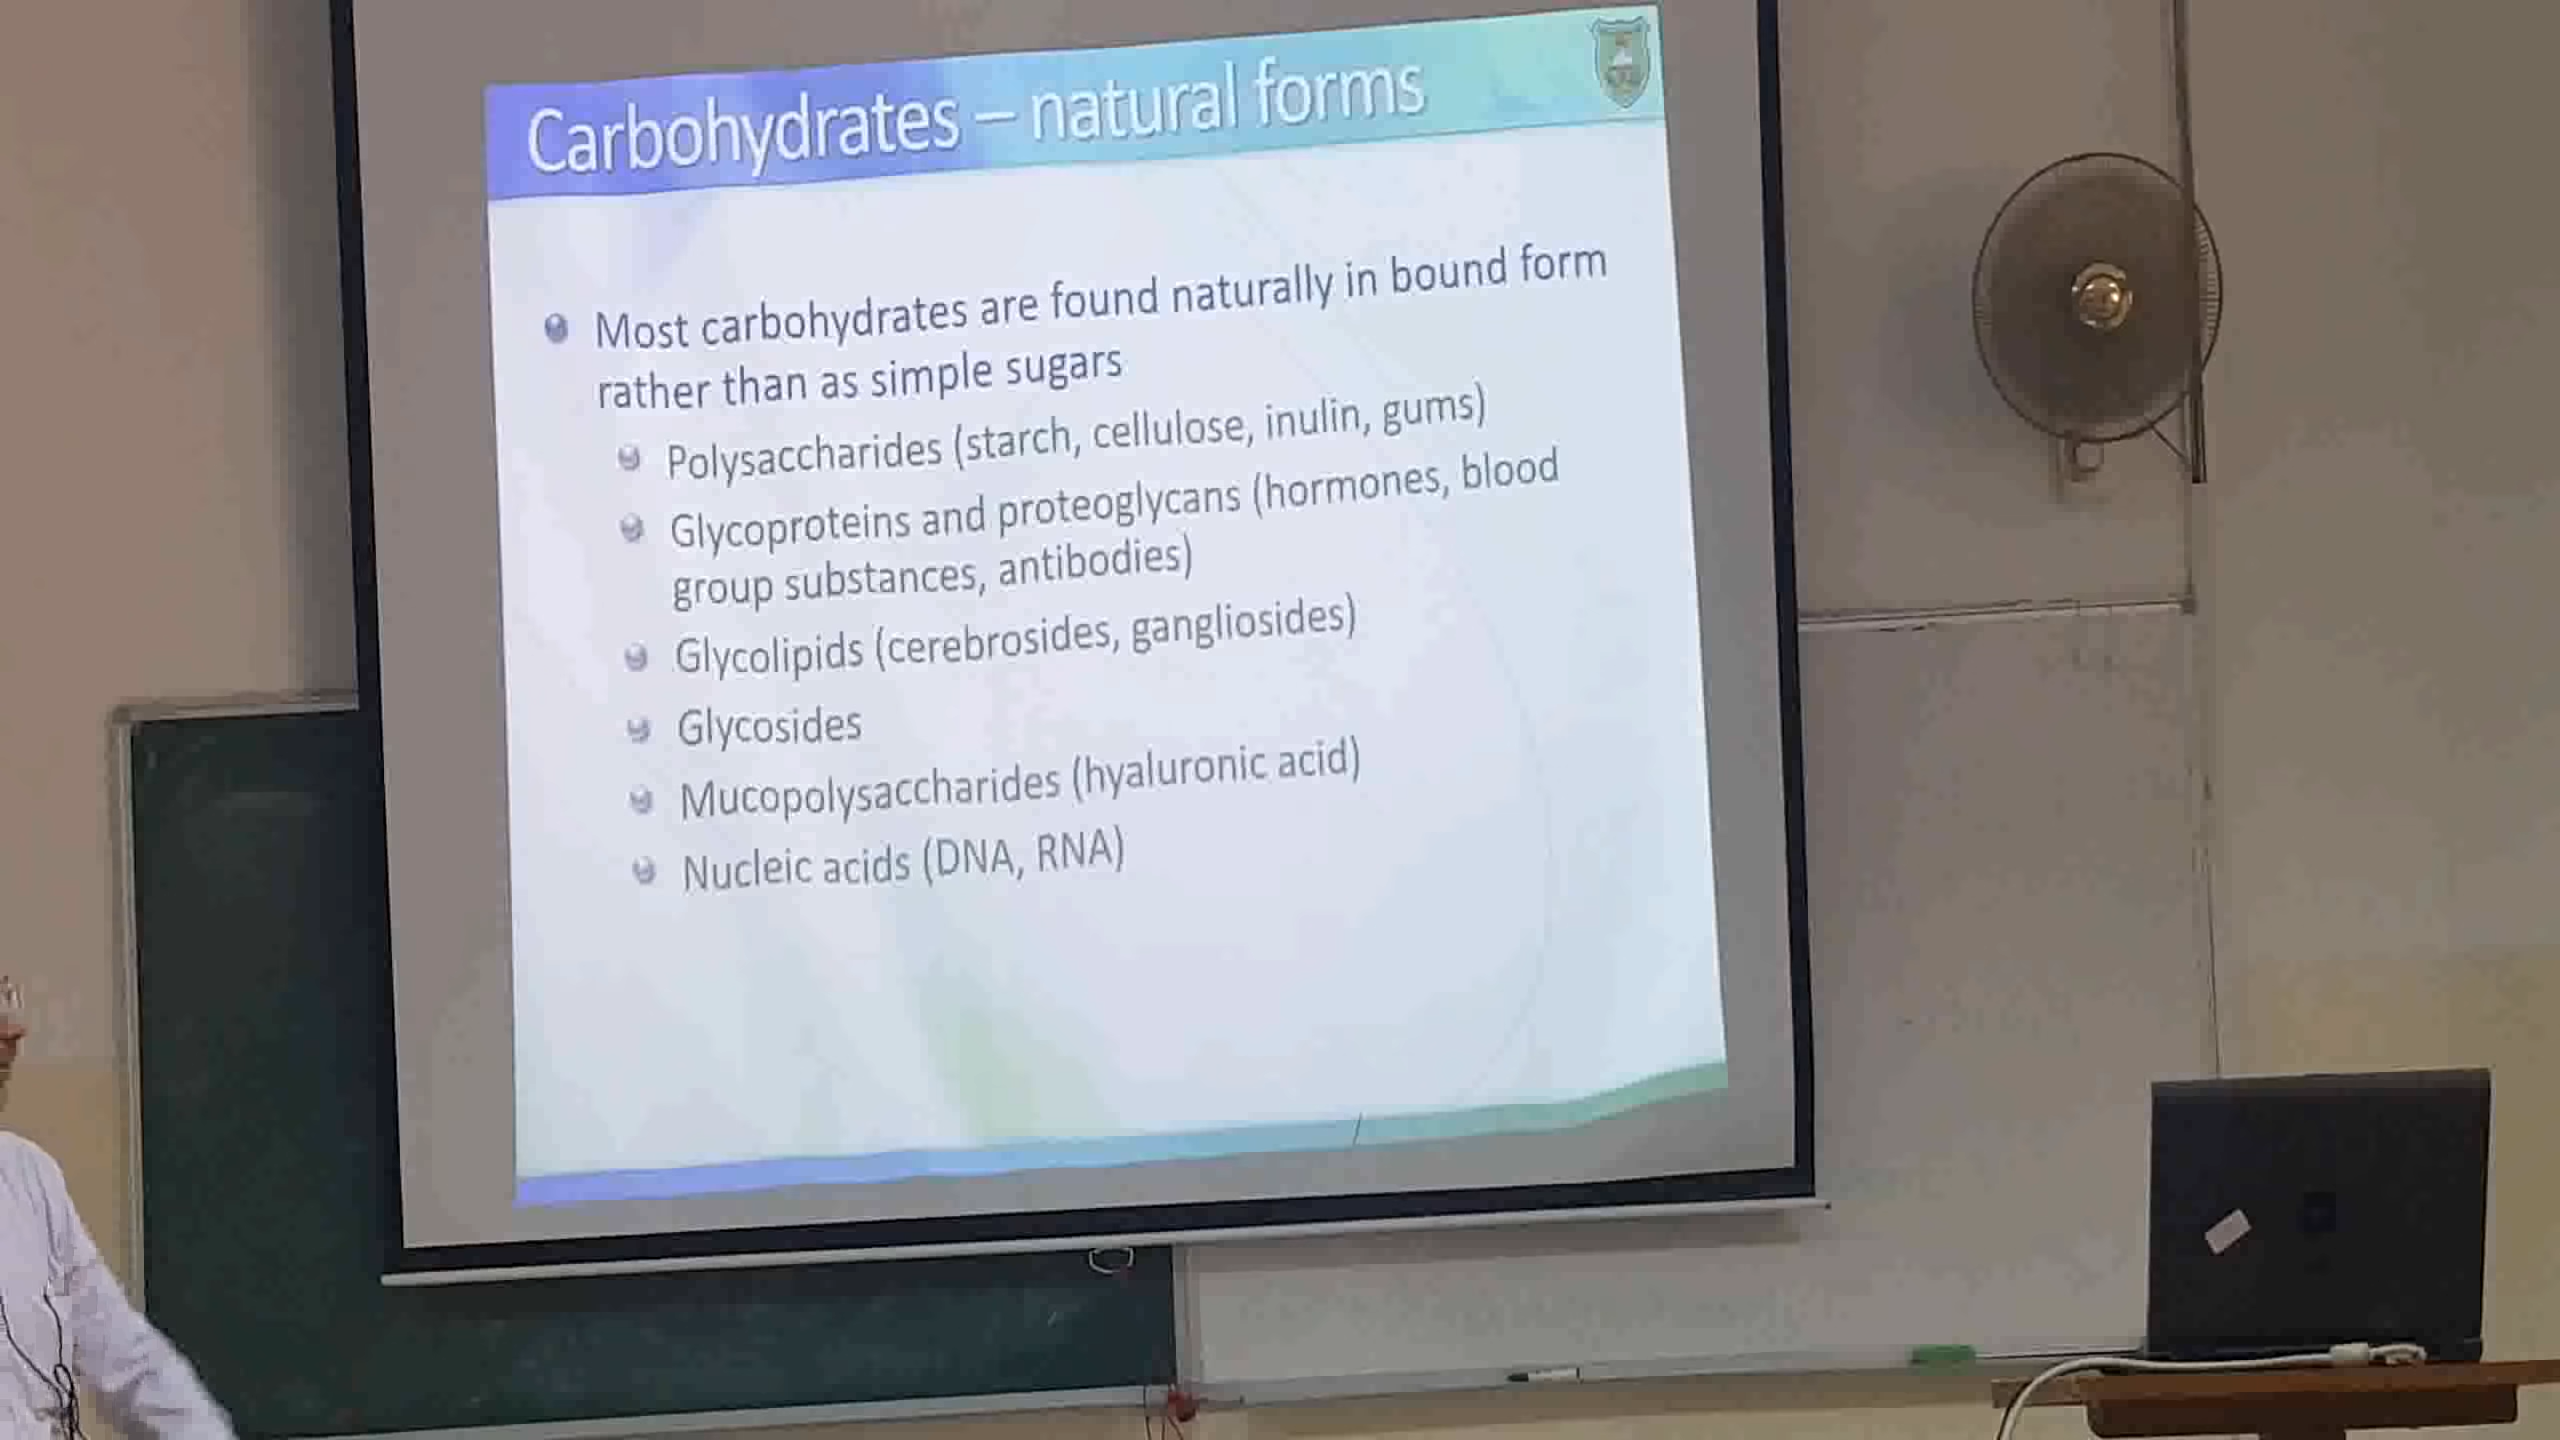 Carbohydrates – natural forms
Most carbohydrates are found naturally in bound form
rather than as simple sugars
Polysaccharides (starch, cellulose, inulin, gums)
Glycoproteins and proteoglycans (hormones, blood
group substances, antibodies)
Glycolipids (cerebrosides, gangliosides)
Glycosides
Mucopolysaccharides (hyaluronic acid)
Nucleic acids (DNA, RNA)